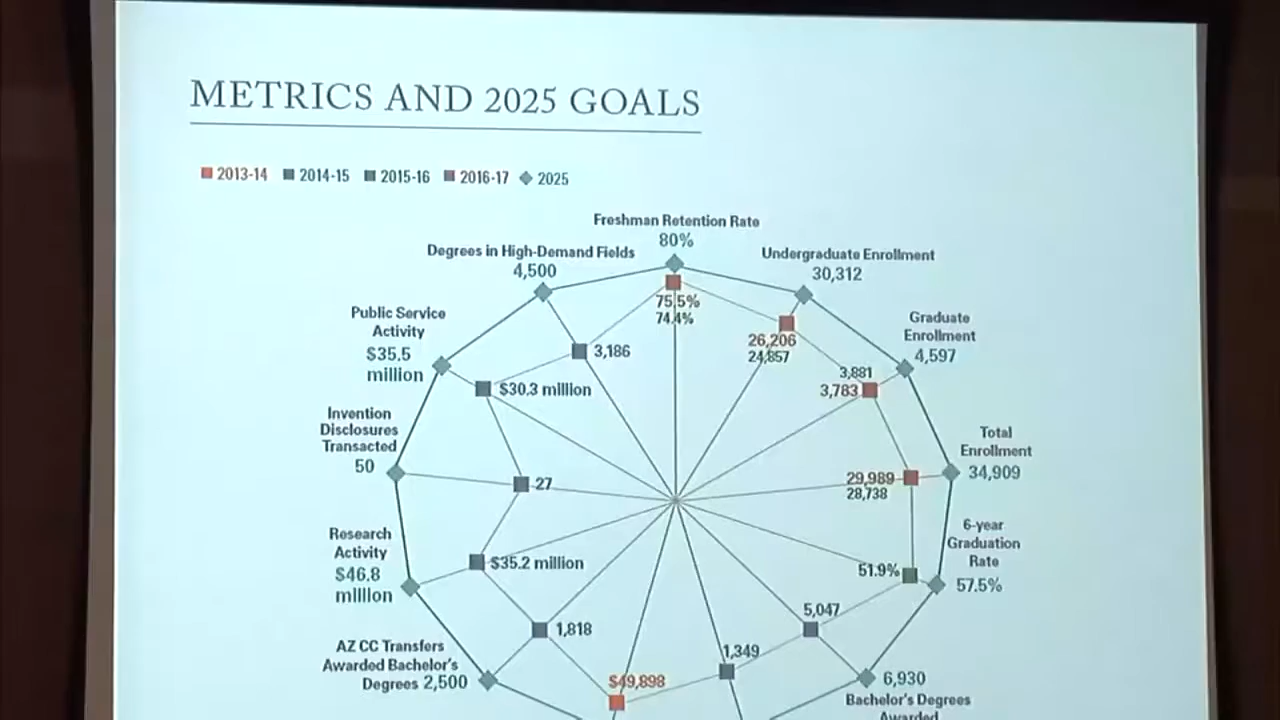 METRICS AND 2025 GOALS
2013-14 2014-15 2015-16 2016-17 2025
Freshman Retention Rate
80%
75.5%
74.4%
Undergraduate Enrollment
30,312
26,206
24,857
Graduate
Enrollment
4,597
3,881
3,783
Total
Enrollment
34,909
29,989
28,738
6-year
Graduation
Rate
57.5%
51.9%
5,047
6,930
Bachelor's Degrees
Awarded
1,349
$49,898
AZ CC Transfers
Awarded Bachelor's
Degrees 2,500
1,818
Research
Activity
$46.8
million
$35.2 million
Invention
Disclosures
Transacted
50
27
Public Service
Activity
$35.5
million
$30.3 million
Degrees in High-Demand Fields
4,500
3,186